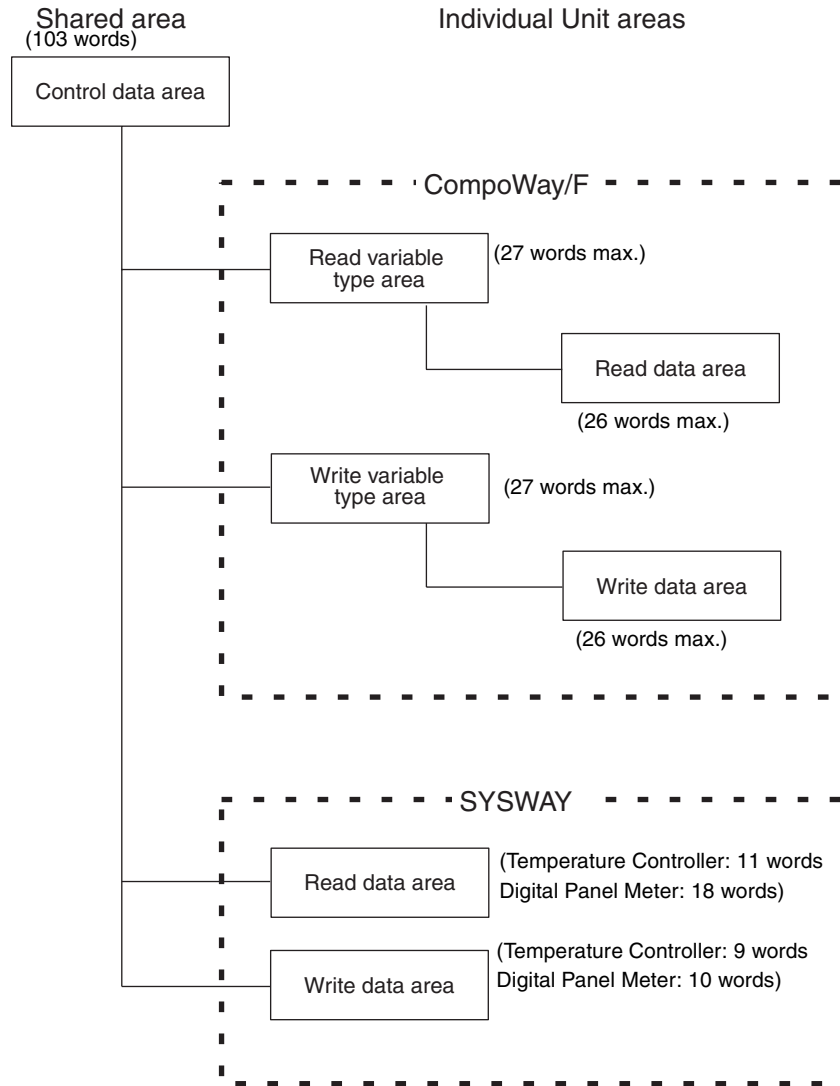 Shared area
(103 words)
Individual Unit areas
Control data area
CompoWay/F
Read variable
type area
(27 words max.)
Read data area
(26 words max.)
Write variable
type area
(27 words max.)
Write data area
(26 words max.)
SYSWAY
Read data area
(Temperature Controller: 11 words
Digital Panel Meter: 18 words)
Write data area
(Temperature Controller: 9 words
Digital Panel Meter: 10 words)